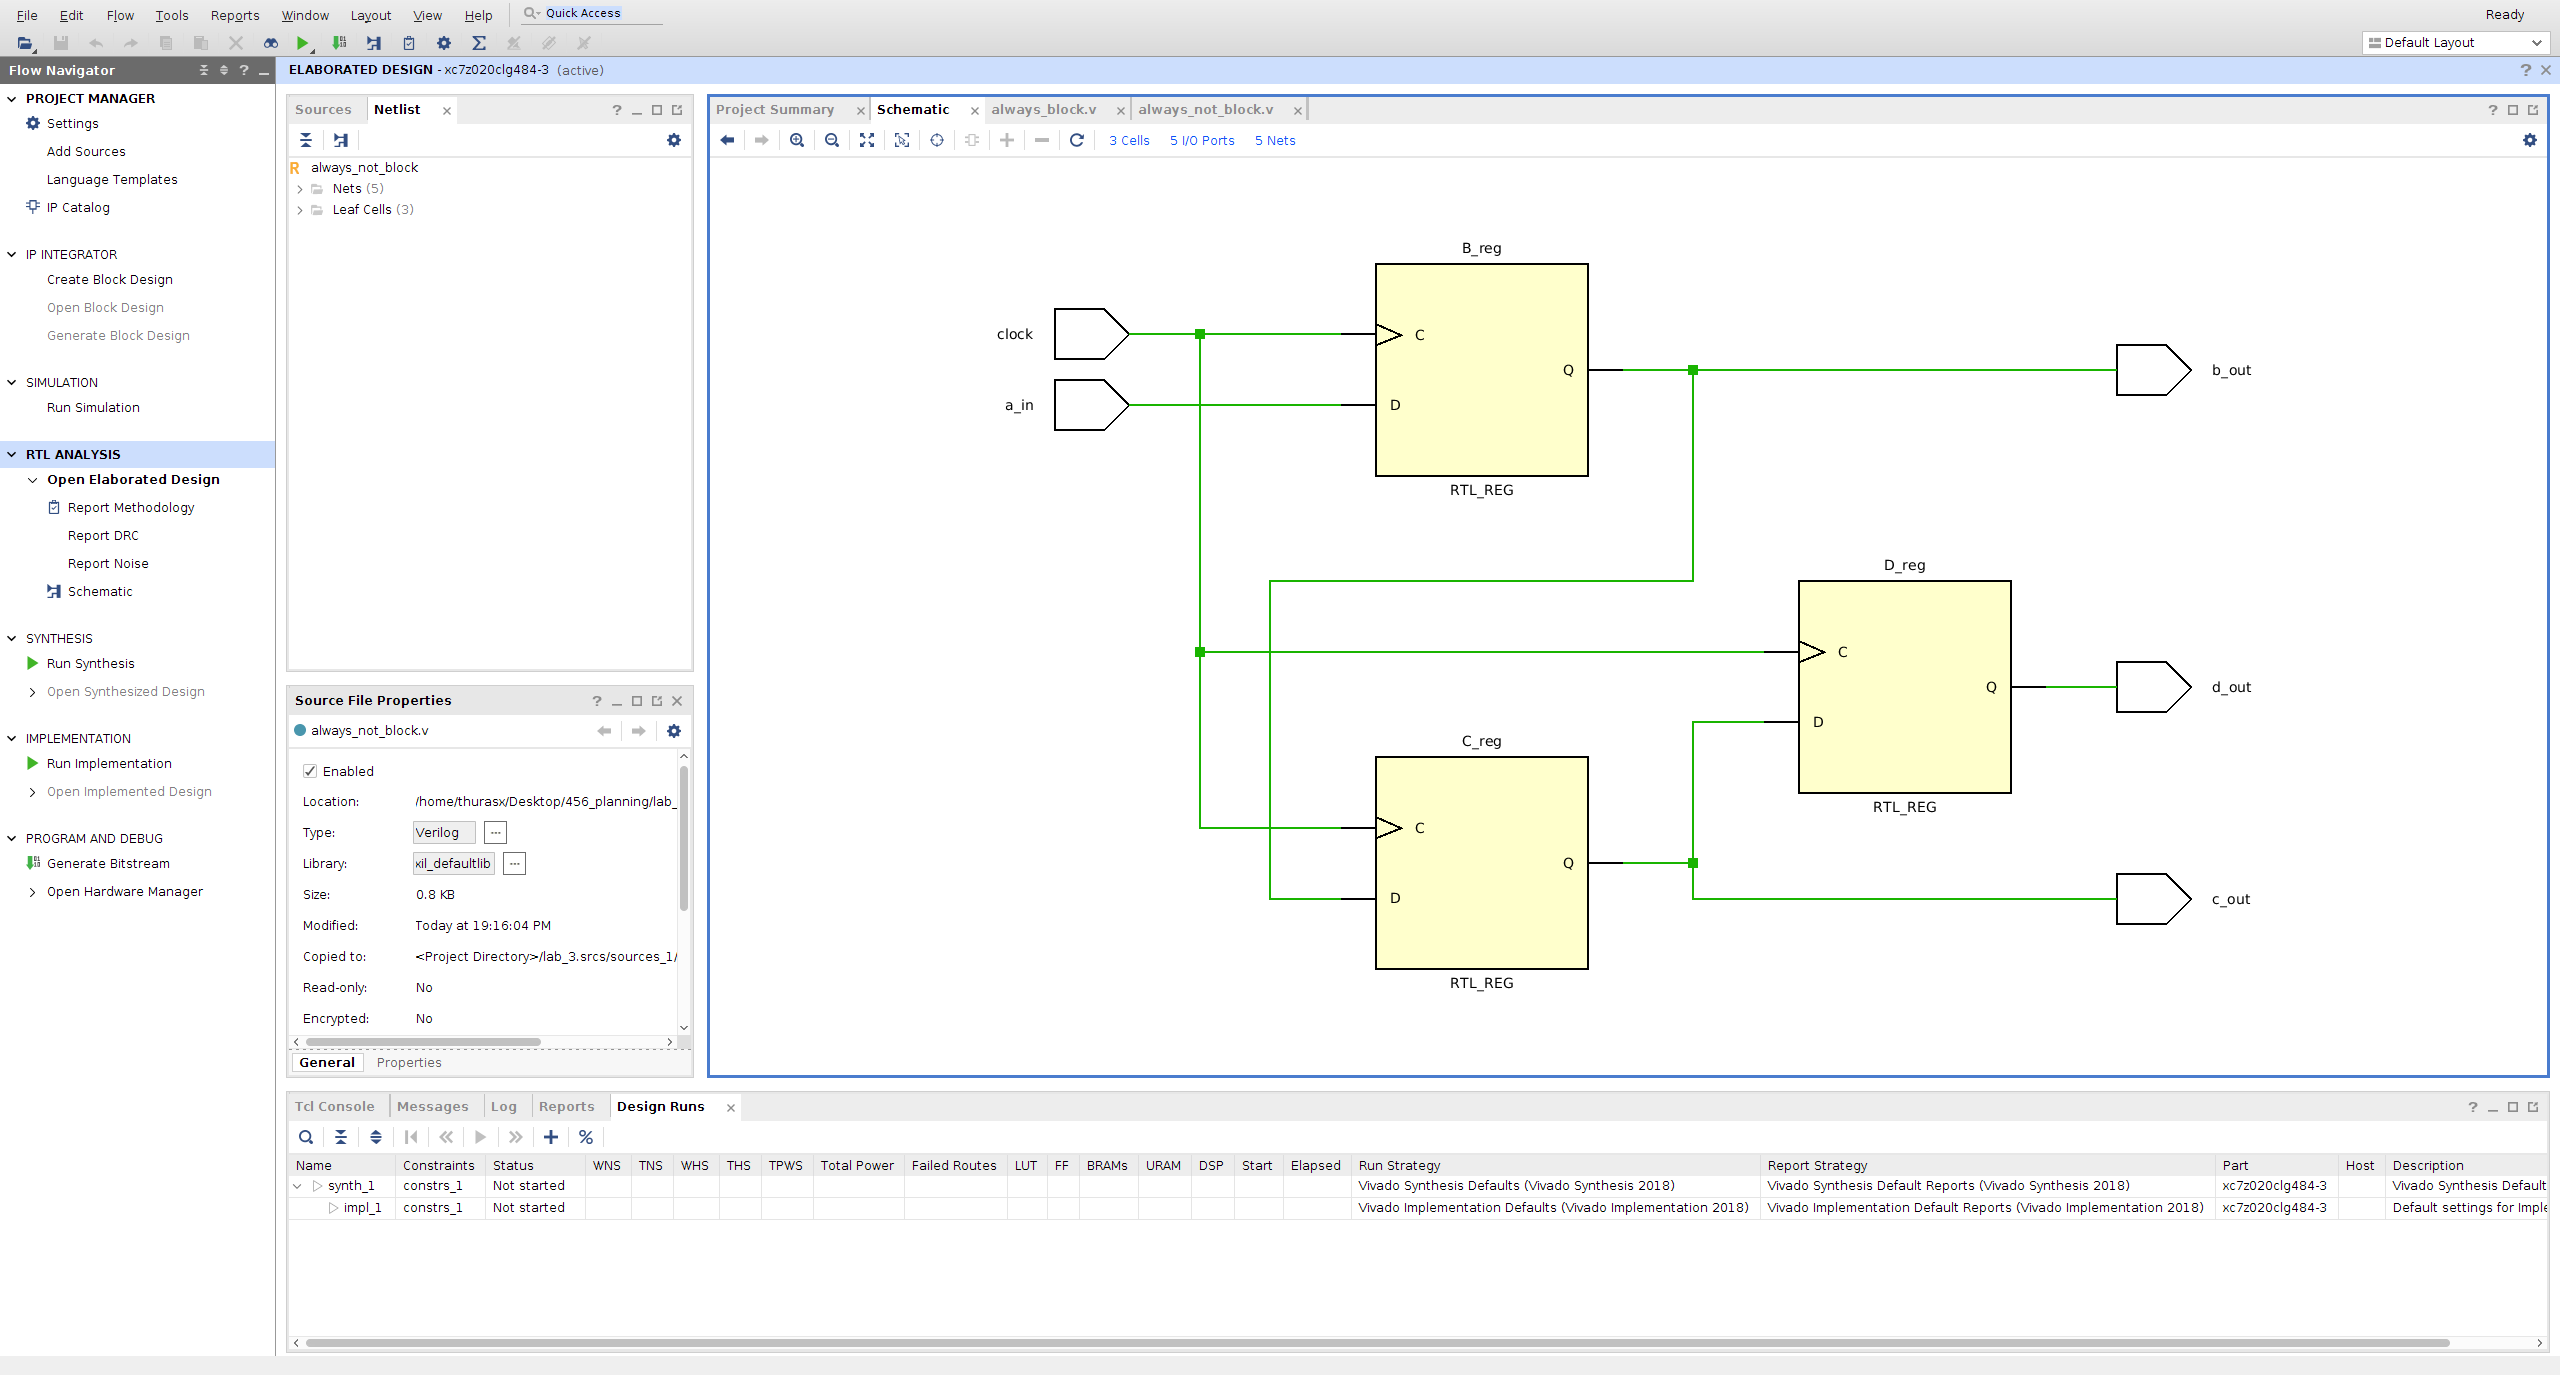 File Edit Flow Tools Reports Window Layout View Help Quick Access Ready
Default Layout
Flow Navigator
ELABORATED DESIGN - xc7z020clg484-3 (active)
PROJECT MANAGER
Settings
Add Sources
Language Templates
IP Catalog
IP INTEGRATOR
Create Block Design
Open Block Design
Generate Block Design
SIMULATION
Run Simulation
RTL ANALYSIS
Open Elaborated Design
Report Methodology
Report DRC
Report Noise
Schematic
SYNTHESIS
Run Synthesis
Open Synthesized Design
IMPLEMENTATION
Run Implementation
Open Implemented Design
PROGRAM AND DEBUG
Generate Bitstream
Open Hardware Manager
Sources Netlist
R always_not_block
Nets (5)
Leaf Cells (3)
Source File Properties
always_not_block.v
Enabled
Location: /home/thurasx/Desktop/456_planning/lab_
Type: Verilog ...
Library: xil_defaultlib ...
Size: 0.8 KB
Modified: Today at 19:16:04 PM
Copied to: <Project Directory>/lab_3.srcs/sources_1/
Read-only: No
Encrypted: No
General Properties
Project Summary Schematic always_block.v always_not_block.v
3 Cells 5 I/O Ports 5 Nets
B_reg
clock C
Q b_out
a_in D
RTL_REG
D_reg
C
Q d_out
D
RTL_REG
C_reg
C
Q
D c_out
RTL_REG
Tcl Console Messages Log Reports Design Runs
Name Constraints Status WNS TNS WHS THS TPWS Total Power Failed Routes LUT FF BRAMs URAM DSP Start Elapsed Run Strategy Report Strategy Part Host Description
synth_1 constrs_1 Not started Vivado Synthesis Defaults (Vivado Synthesis 2018) Vivado Synthesis Default Reports (Vivado Synthesis 2018) xc7z020clg484-3 Vivado Synthesis Default
impl_1 constrs_1 Not started Vivado Implementation Defaults (Vivado Implementation 2018) Vivado Implementation Default Reports (Vivado Implementation 2018) xc7z020clg484-3 Default settings for Imple